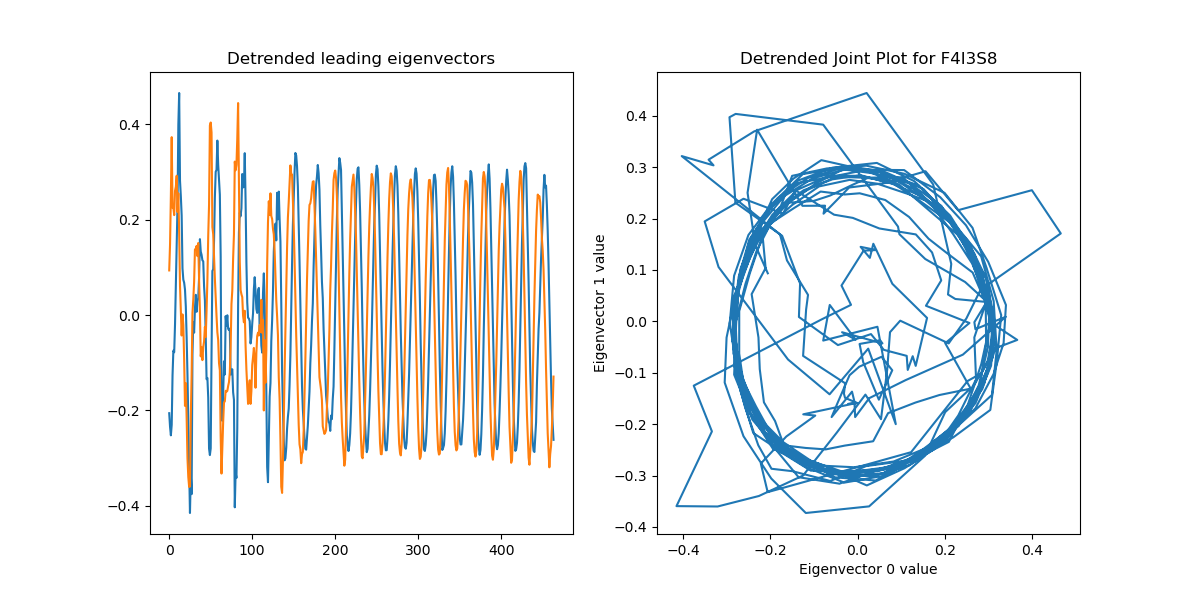 Detrended leading eigenvectors
0.4
0.2
0.0
−0.2
−0.4
0 100 200 300 400
Detrended Joint Plot for F4I3S8
Eigenvector 1 value
0.4
0.3
0.2
0.1
0.0
−0.1
−0.2
−0.3
−0.4
−0.4 −0.2 0.0 0.2 0.4
Eigenvector 0 value